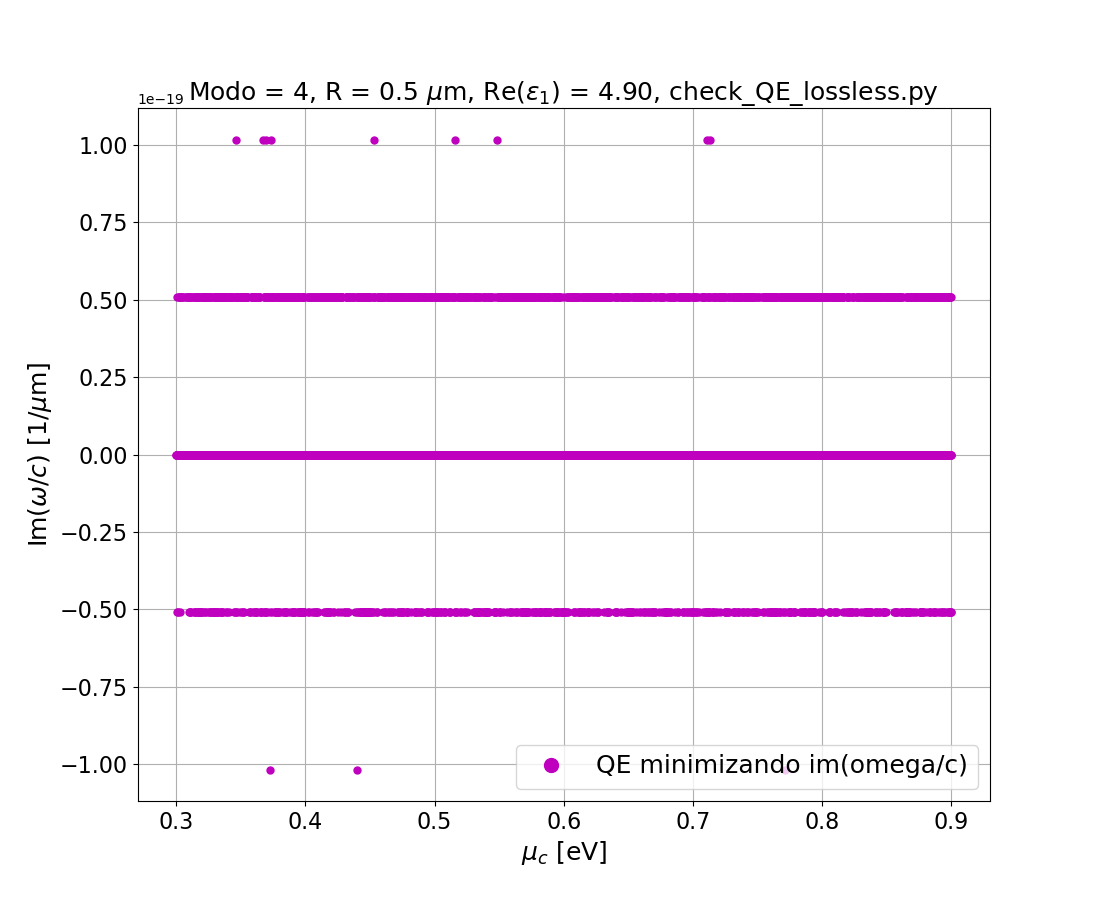 1e−19
Modo = 4, R = 0.5 μm, Re(ε₁) = 4.90, check_QE_lossless.py
Im(ω/c) [1/μm]
1.00
0.75
0.50
0.25
0.00
−0.25
−0.50
−0.75
−1.00
QE minimizando im(omega/c)
0.3 0.4 0.5 0.6 0.7 0.8 0.9
μ_c [eV]